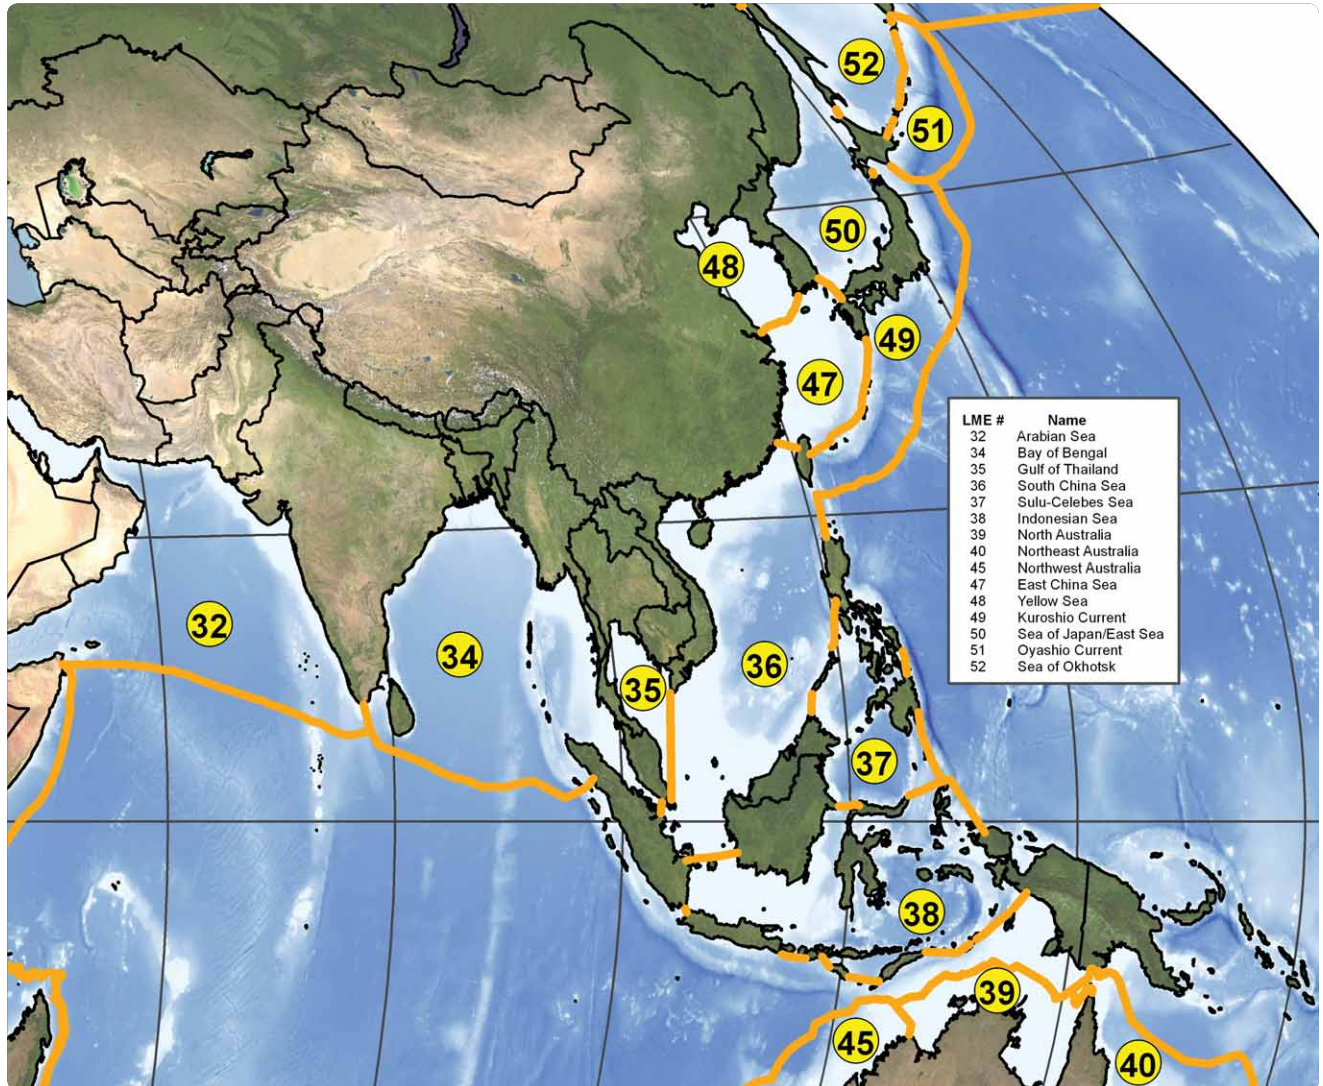 52
51
50
48
49
47
LME # Name
32 Arabian Sea
34 Bay of Bengal
35 Gulf of Thailand
36 South China Sea
37 Sulu-Celebes Sea
38 Indonesian Sea
39 North Australia
40 Northeast Australia
45 Northwest Australia
47 East China Sea
48 Yellow Sea
49 Kuroshio Current
50 Sea of Japan/East Sea
51 Oyashio Current
52 Sea of Okhotsk
32
34
36
35
37
38
39
45
40